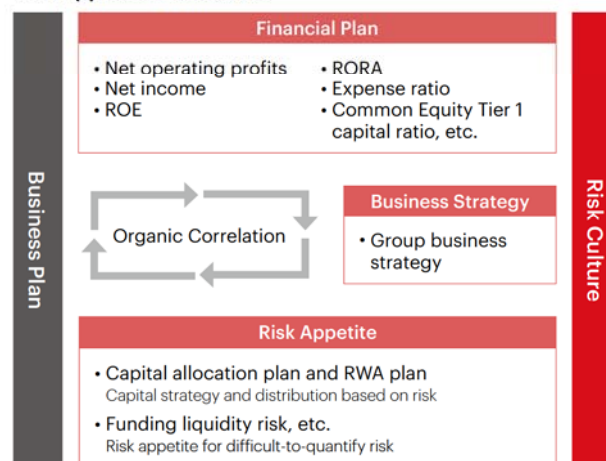 Financial Plan
• Net operating profits
• Net income
• ROE
• RORA
• Expense ratio
• Common Equity Tier 1
capital ratio, etc.
Business Plan
Organic Correlation
Business Strategy
• Group business
strategy
Risk Culture
Risk Appetite
• Capital allocation plan and RWA plan
Capital strategy and distribution based on risk
• Funding liquidity risk, etc.
Risk appetite for difficult-to-quantify risk